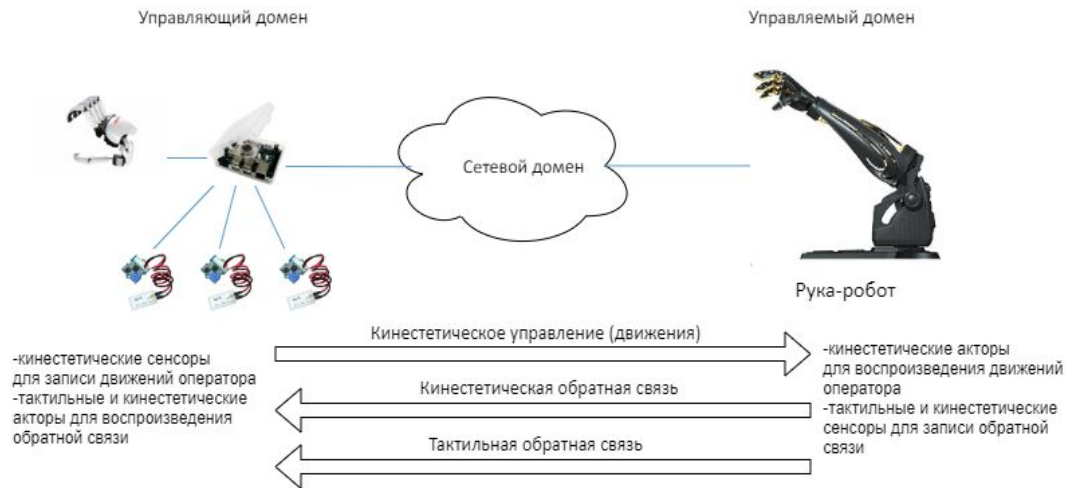 Управляющий домен
Управляемый домен
Сетевой домен
Рука-робот
Кинестетическое управление (движения)
Кинестетическая обратная связь
Тактильная обратная связь
-кинестетические сенсоры
для записи движений оператора
-тактильные и кинестетические
акторы для воспроизведения
обратной связи
-кинестетические акторы
для воспроизведения движений
оператора
-тактильные и кинестетические
сенсоры для записи обратной
связи